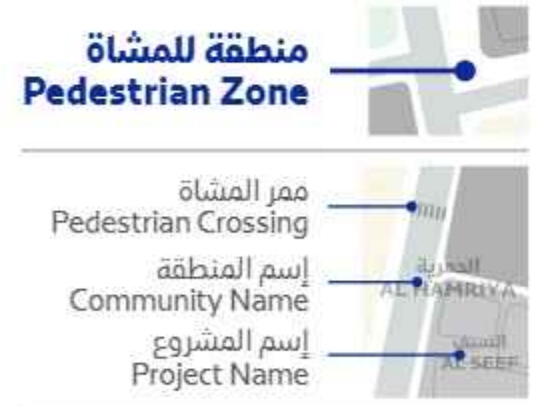 منطقة للمشاة
Pedestrian Zone
ممر المشاة
Pedestrian Crossing
إسم المنطقة
Community Name
الحمرية
AL HAMRIYA
إسم المشروع
Project Name
السيف
AL SEEF